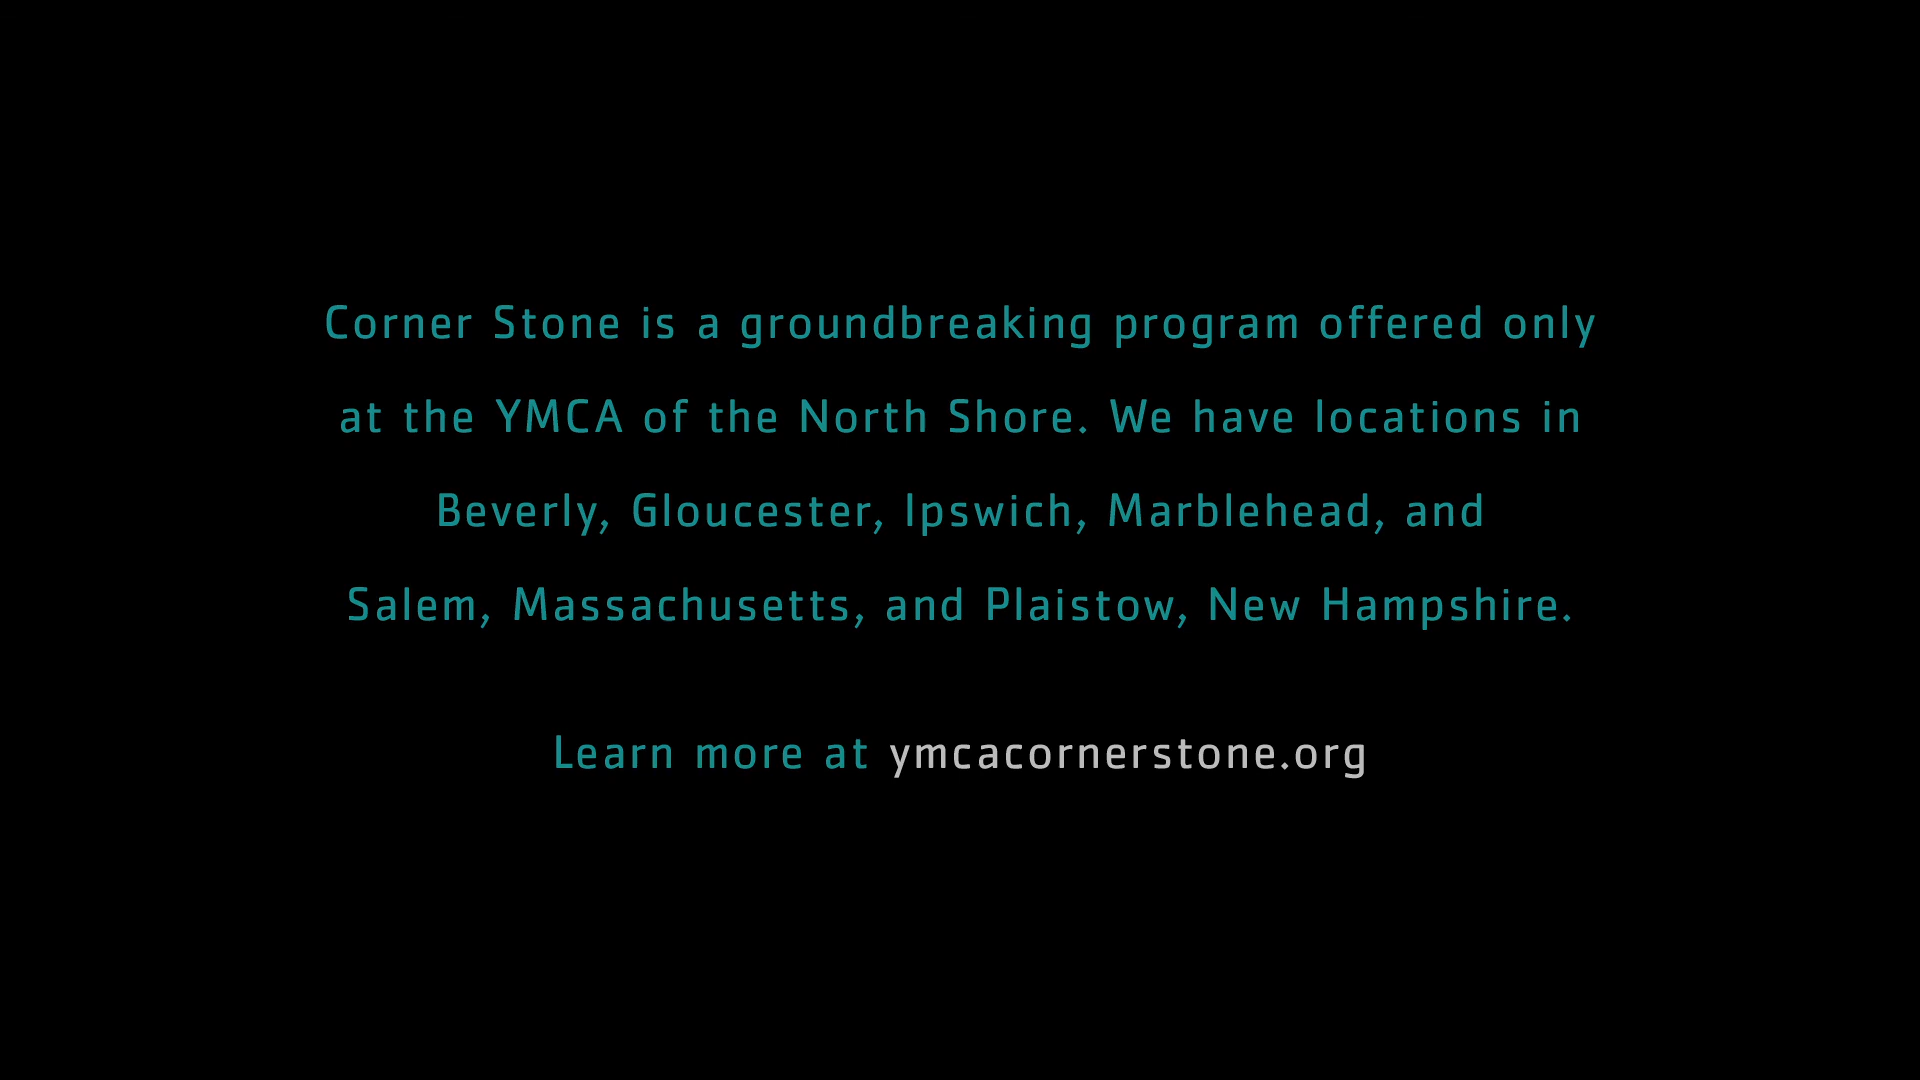 Corner Stone is a groundbreaking program offered only
at the YMCA of the North Shore. We have locations in
Beverly, Gloucester, Ipswich, Marblehead, and
Salem, Massachusetts, and Plaistow, New Hampshire.
Learn more at ymcacornerstone.org